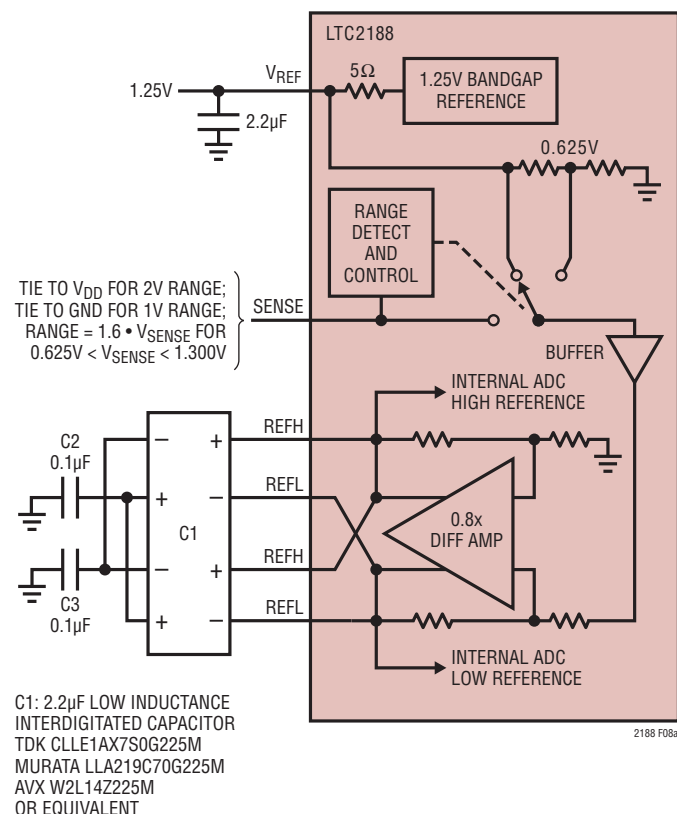 LTC2188
VREF
5Ω
1.25V BANDGAP
REFERENCE
1.25V
2.2µF
0.625V
RANGE
DETECT
AND
CONTROL
TIE TO VDD FOR 2V RANGE;
TIE TO GND FOR 1V RANGE;
RANGE = 1.6 • VSENSE FOR
0.625V < VSENSE < 1.300V
SENSE
BUFFER
INTERNAL ADC
HIGH REFERENCE
REFH
C2
0.1µF
– +
REFL
+ –
C1
0.8x
DIFF AMP
REFH
– +
C3
0.1µF
REFL
+ –
INTERNAL ADC
LOW REFERENCE
2188 F08a
C1: 2.2µF LOW INDUCTANCE
INTERDIGITATED CAPACITOR
TDK CLLE1AX7S0G225M
MURATA LLA219C70G225M
AVX W2L14Z225M
OR EQUIVALENT